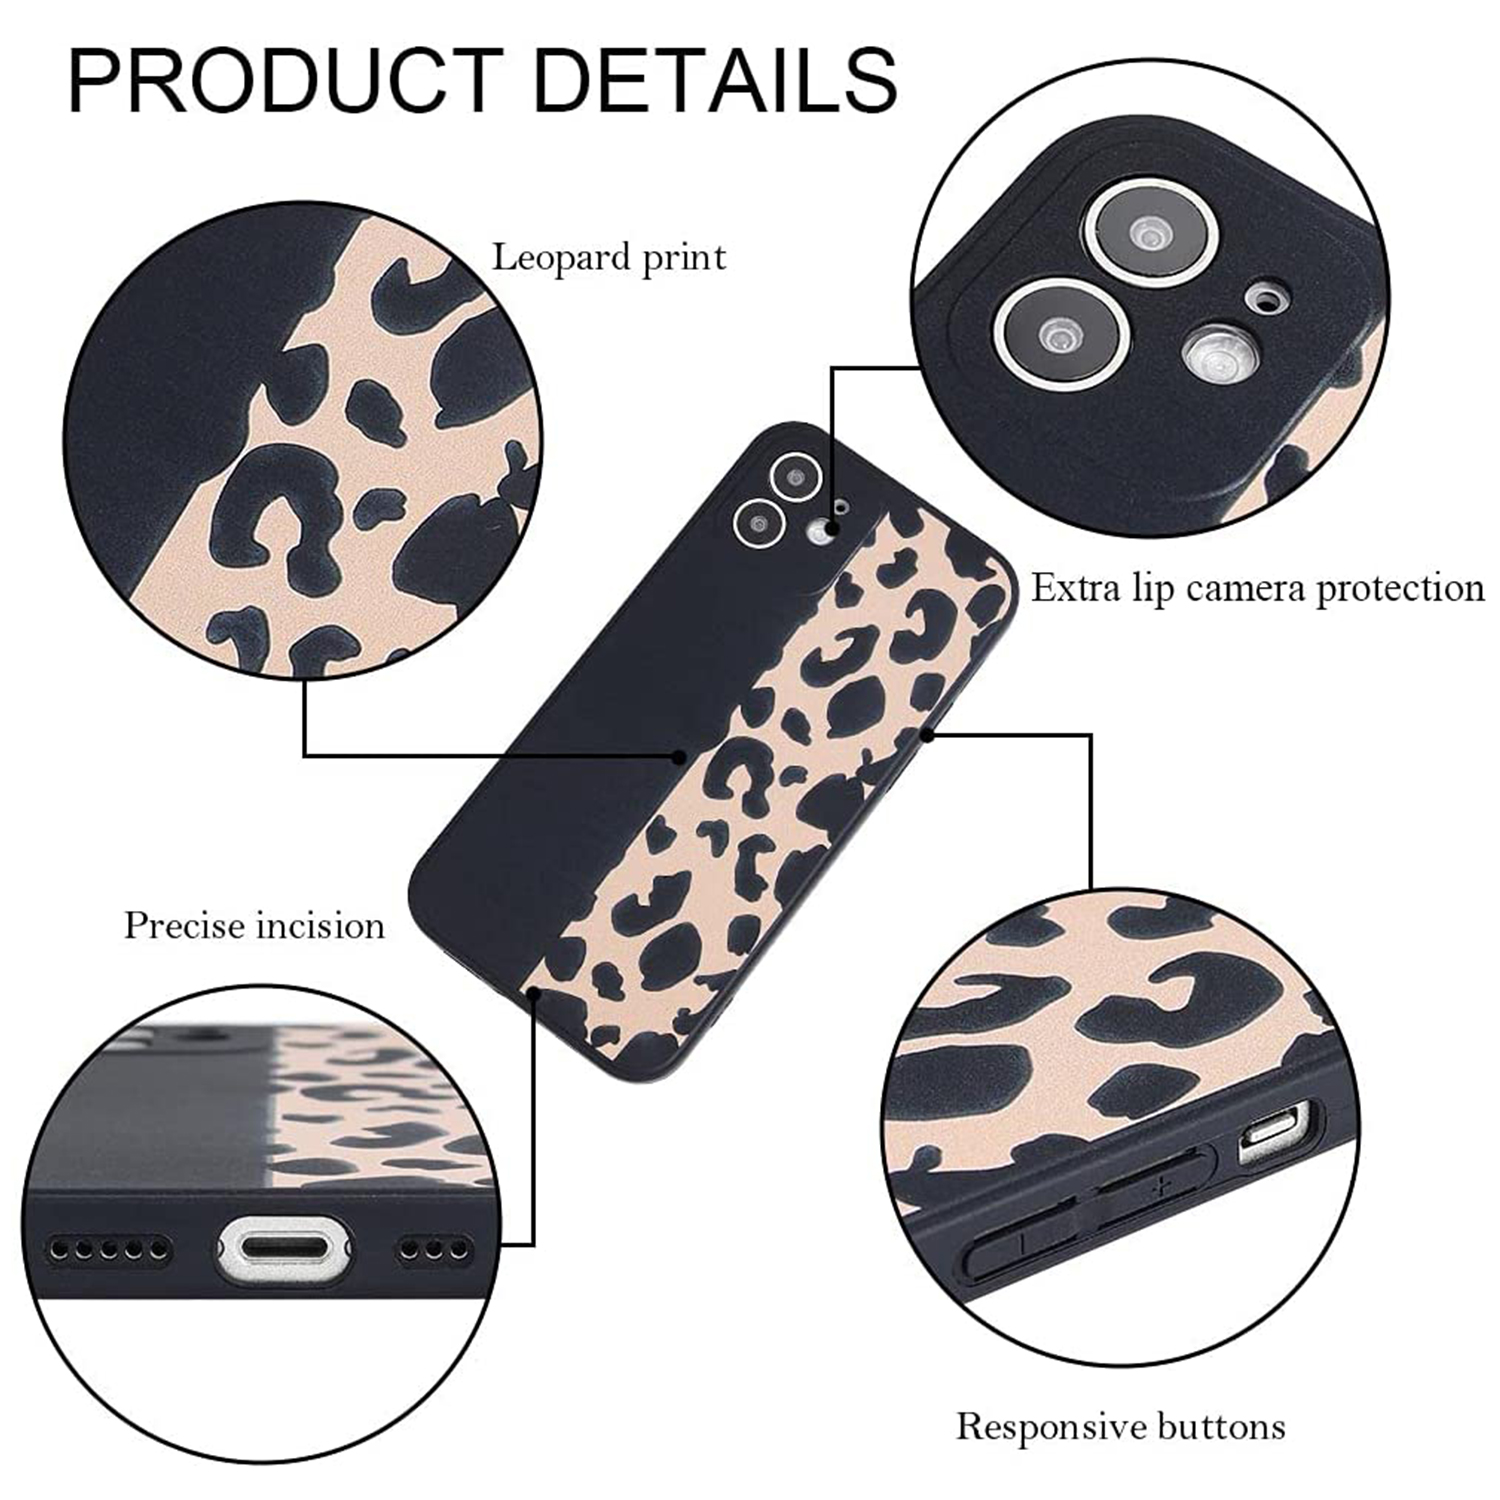 PRODUCT DETAILS
Leopard print
Extra lip camera protection
Precise incision
Responsive buttons